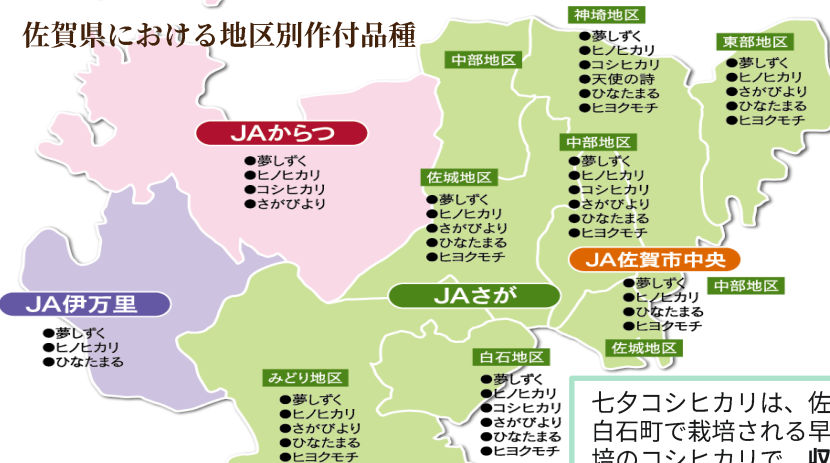 佐賀県における地区別作付品種
神埼地区
●夢しずく
●ヒノヒカリ
●コシヒカリ
●天使の詩
●ひなたまる
●ヒヨクモチ
東部地区
●夢しずく
●ヒノヒカリ
●さがびより
●ひなたまる
●ヒヨクモチ
中部地区
JAからつ
●夢しずく
●ヒノヒカリ
●コシヒカリ
●さがびより
中部地区
●夢しずく
●ヒノヒカリ
●コシヒカリ
●さがびより
●ひなたまる
●ヒヨクモチ
佐城地区
●夢しずく
●ヒノヒカリ
●さがびより
●ひなたまる
●ヒヨクモチ
JA佐賀市中央
●夢しずく
●ヒノヒカリ
●ひなたまる
●ヒヨクモチ
中部地区
佐城地区
JAさが
JA伊万里
●夢しずく
●ヒノヒカリ
●ひなたまる
白石地区
●夢しずく
●ヒノヒカリ
●コシヒカリ
●さがびより
●ひなたまる
●ヒヨクモチ
みどり地区
●夢しずく
●ヒノヒカリ
●さがびより
●ひなたまる
●ヒヨクモチ
七夕コシヒカリは、佐
白石町で栽培される早
培のコシヒカリで、収